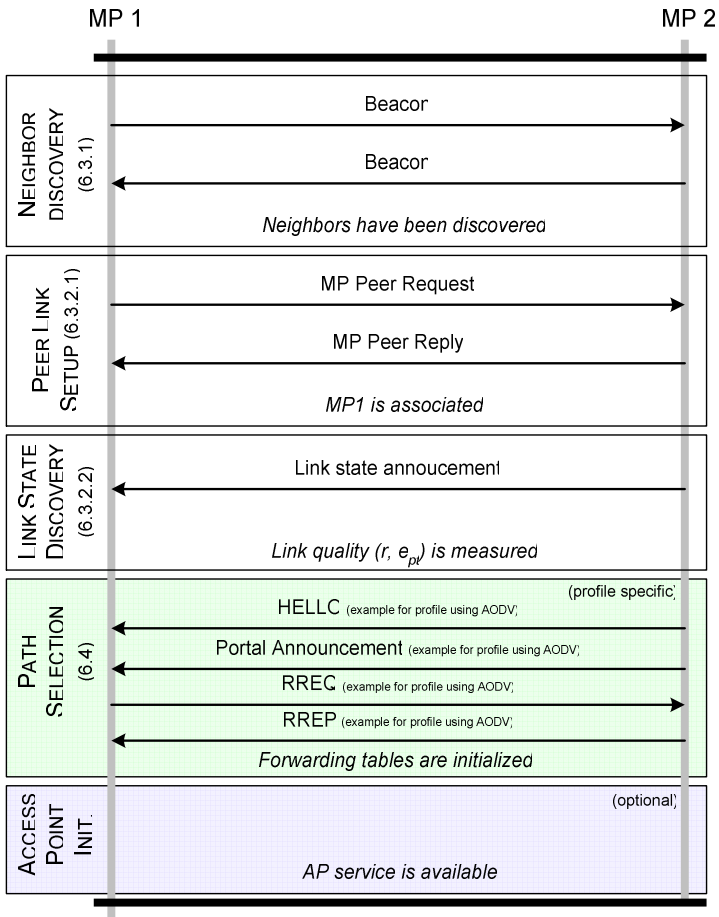 MP 1
MP 2
NEIGHBOR
DISCOVERY
(6.3.1)
Beacor
Beacor
Neighbors have been discovered
PEER LINK
SETUP (6.3.2.1)
MP Peer Request
MP Peer Reply
MP1 is associated
LINK STATE
DISCOVERY
(6.3.2.2)
Link state annoucement
Link quality (r, ept) is measured
PATH
SELECTION
(6.4)
(profile specific)
HELLC (example for profile using AODV)
Portal Announcement (example for profile using AODV)
RREQ (example for profile using AODV)
RREP (example for profile using AODV)
Forwarding tables are initialized
ACCESS
POINT
INIT.
(optional)
AP service is available